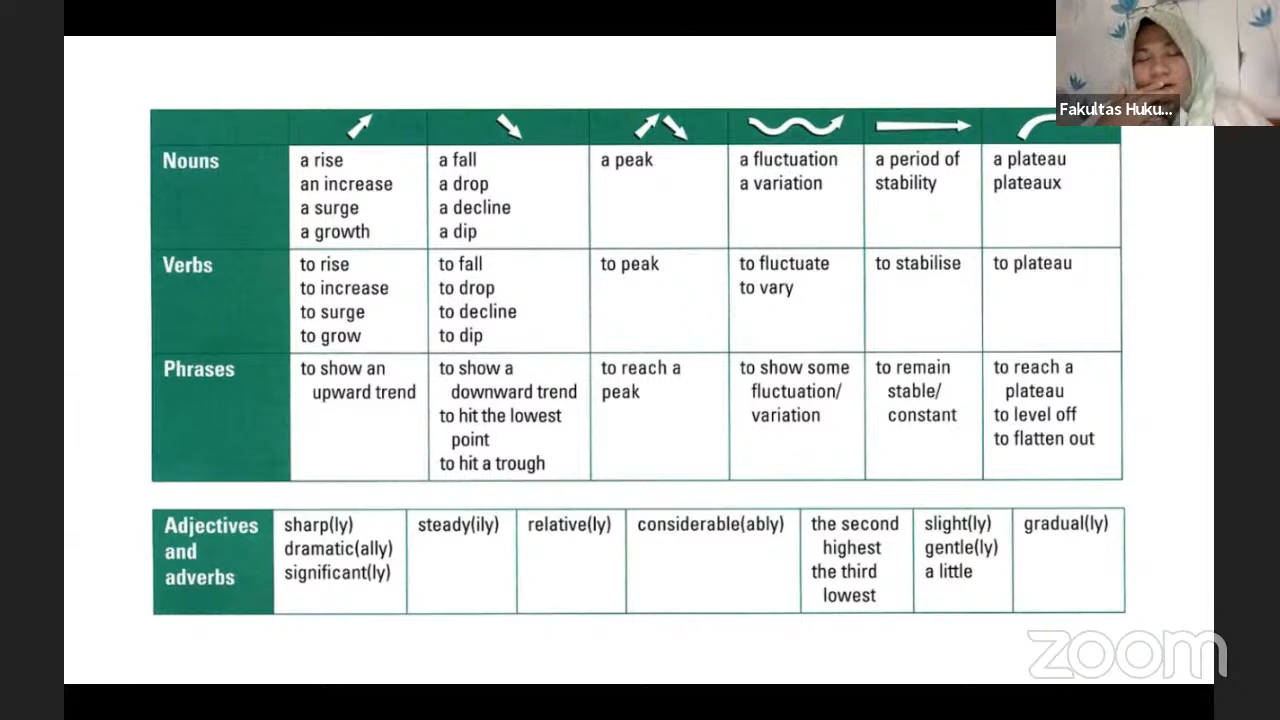 Fakultas Huku...
Nouns
a rise
an increase
a surge
a growth
a fall
a drop
a decline
a dip
a peak
a fluctuation
a variation
a period of
stability
a plateau
plateaux
Verbs
to rise
to increase
to surge
to grow
to fall
to drop
to decline
to dip
to peak
to fluctuate
to vary
to stabilise
to plateau
Phrases
to show an
upward trend
to show a
downward trend
to hit the lowest
point
to hit a trough
to reach a
peak
to show some
fluctuation/
variation
to remain
stable/
constant
to reach a
plateau
to level off
to flatten out
Adjectives
and
adverbs
sharp(ly)
dramatic(ally)
significant(ly)
steady(ily)
relative(ly)
considerable(ably)
the second
highest
the third
lowest
slight(ly)
gentle(ly)
a little
gradual(ly)
zoom